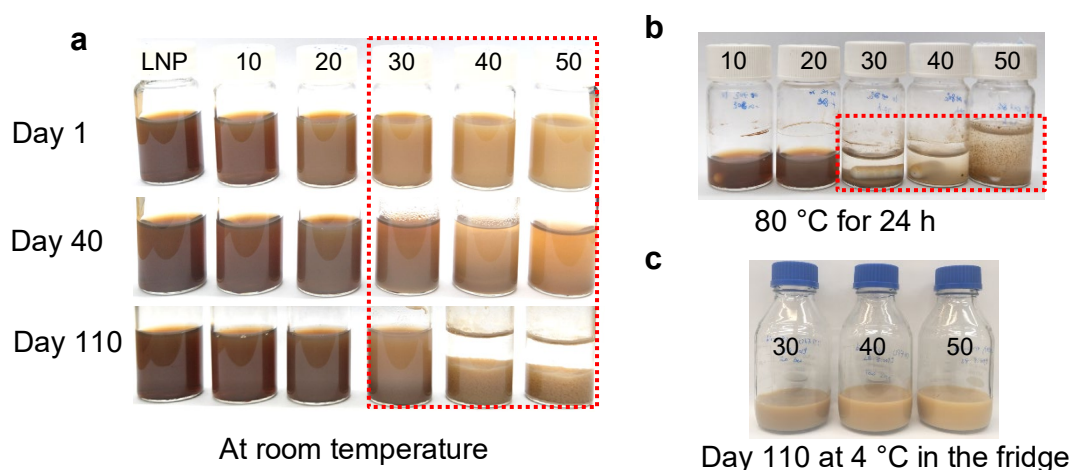 a
LNP 10 20 30 40 50
Day 1
Day 40
Day 110
At room temperature
b
10 20 30 40 50
80 °C for 24 h
c
30 40 50
Day 110 at 4 °C in the fridge